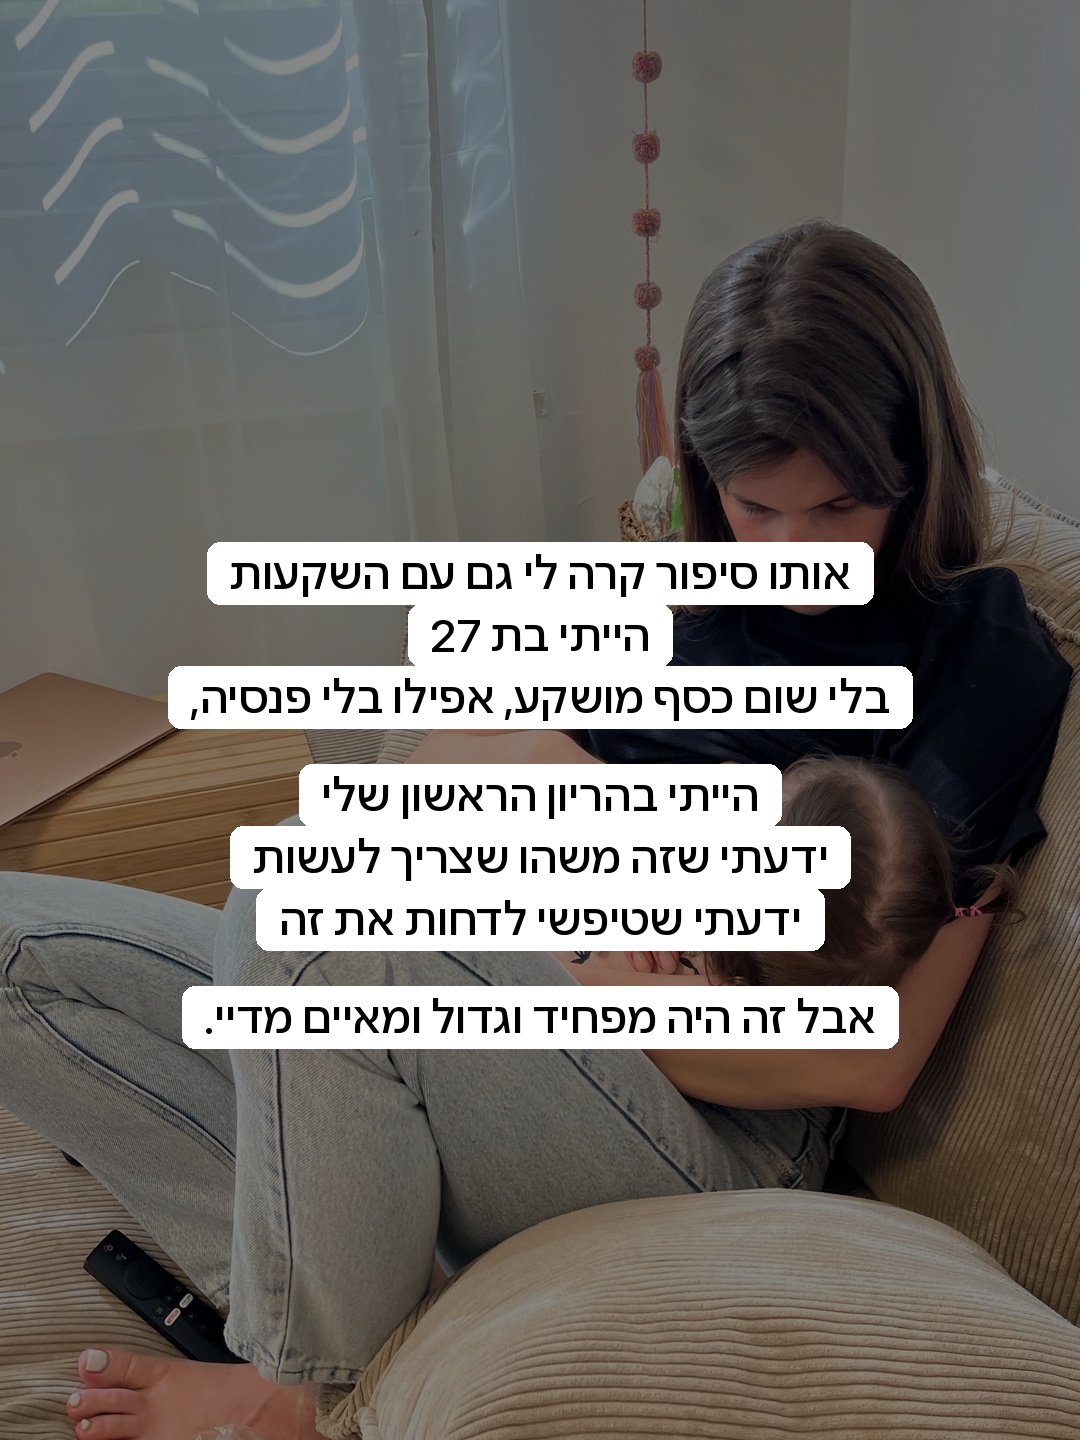 אותו סיפור קרה לי גם עם השקעות
הייתי בת 27
בלי שום כסף מושקע, אפילו בלי פנסיה,
הייתי בהריון הראשון שלי
ידעתי שזה משהו שצריך לעשות
ידעתי שטיפשי לדחות את זה
אבל זה היה מפחיד וגדול ומאיים מדיי.